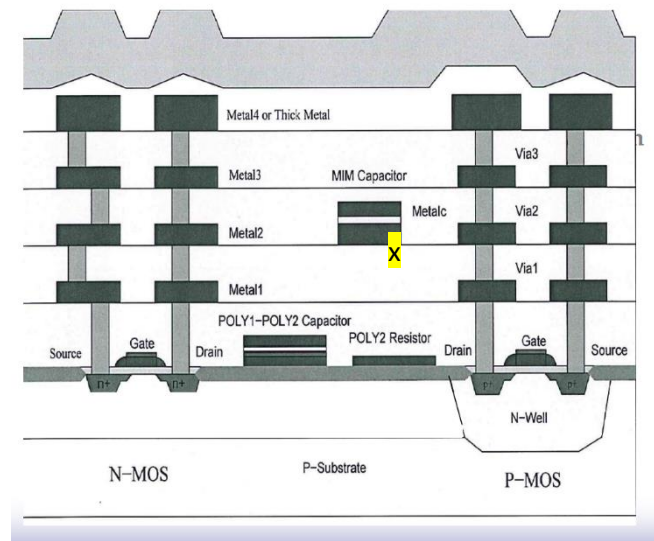 Metal4 or Thick Metal
n
Via3
Metal3
MIM Capacitor
Metalc
Via2
Metal2
X
Via1
Metal1
POLY1-POLY2 Capacitor
POLY2 Resistor
Source
Gate
Drain
Drain
Gate
Source
n+
n+
p+
p+
N-Well
N-MOS
P-Substrate
P-MOS